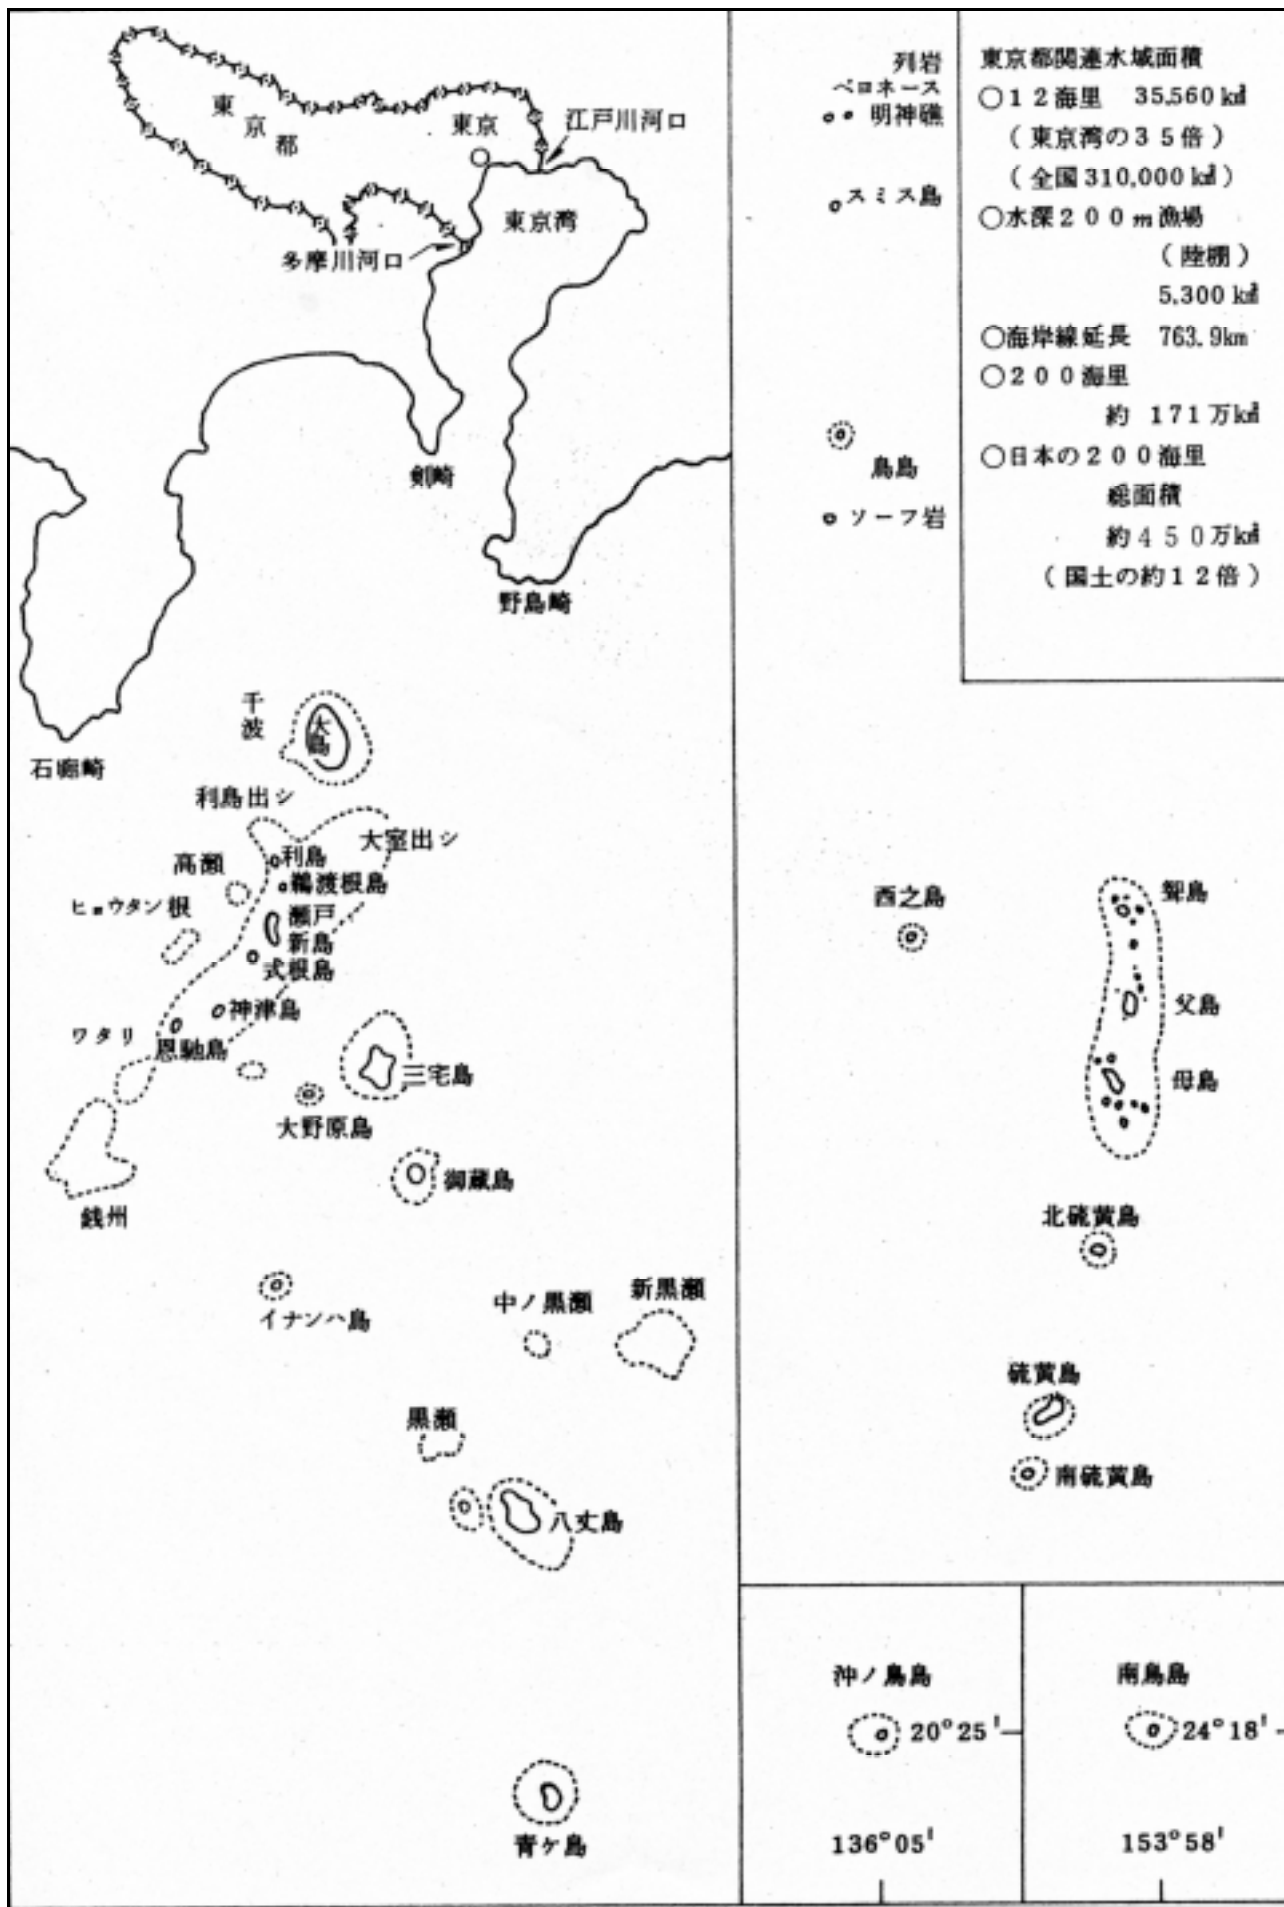 東京都
東京
江戸川河口
東京湾
多摩川河口
剣崎
野島崎
石廊崎
千波
大島
利島出シ
大室出シ
利島
高瀬
鵜渡根島
ヒョウタン根
瀬戸
新島
式根島
神津島
ワタリ
恩馳島
三宅島
大野原島
御蔵島
銭州
イナンハ島
中ノ黒瀬
新黒瀬
黒瀬
八丈島
青ケ島
列岩
ベロネース
明神礁
スミス島
鳥島
ソーフ岩
東京都関連水域面積
○12海里 35,560㎢
(東京湾の35倍)
(全国310,000㎢)
○水深200m漁場
(陸棚)
5,300㎢
○海岸線延長 763.9km
○200海里
約 171万㎢
○日本の200海里
総面積
約450万㎢
(国土の約12倍)
西之島
聟島
父島
母島
北硫黄島
硫黄島
南硫黄島
沖ノ鳥島
20°25'
136°05'
南鳥島
24°18'
153°58'